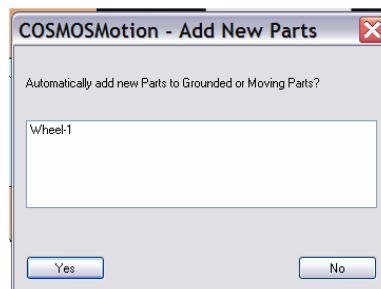 COSMOSMotion - Add New Parts
Automatically add new Parts to Grounded or Moving Parts?
Wheel-1
Yes
No